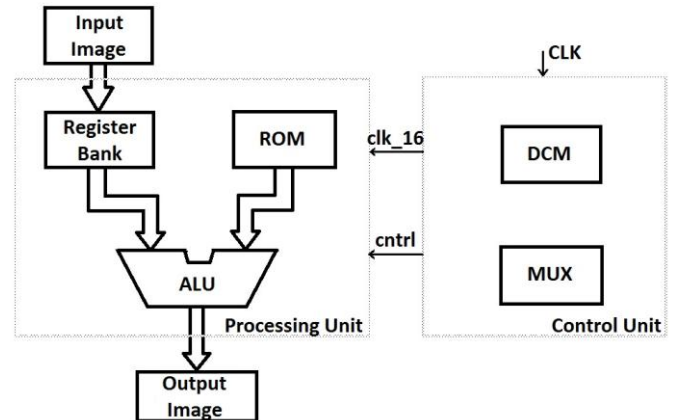 Input
Image
CLK
Register
Bank
ROM
clk_16
DCM
cntrl
ALU
MUX
Processing Unit
Control Unit
Output
Image